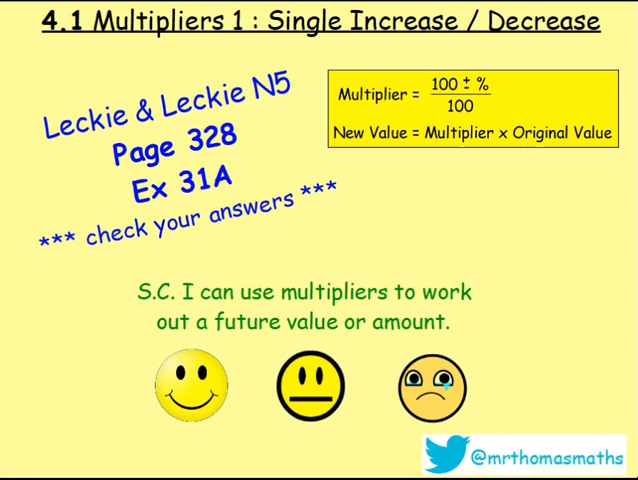 4.1 Multipliers 1 : Single Increase / Decrease
Leckie & Leckie N5
Page 328
Ex 31A
*** check your answers ***
Multiplier = 100 ± %
100
New Value = Multiplier x Original Value
S.C. I can use multipliers to work
out a future value or amount.
@mrthomasmaths